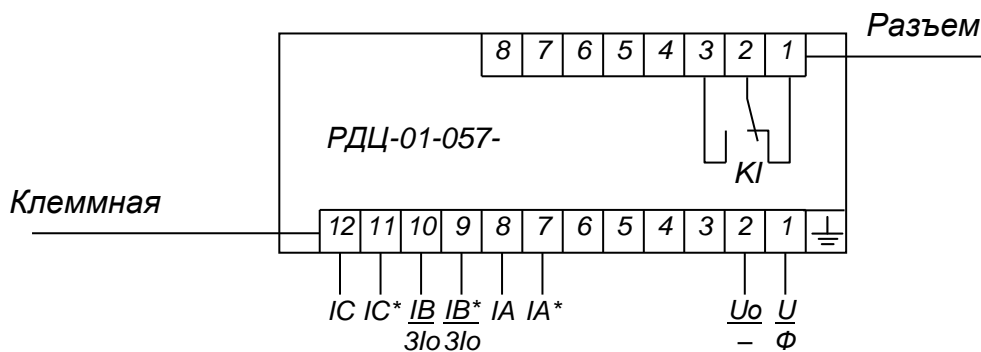 Разъем
8 7 6 5 4 3 2 1
РДЦ-01-057-
KI
Клеммная
12 11 10 9 8 7 6 5 4 3 2 1
IC IC* IB IB* IA IA* Uo U
3Io 3Io – Ф